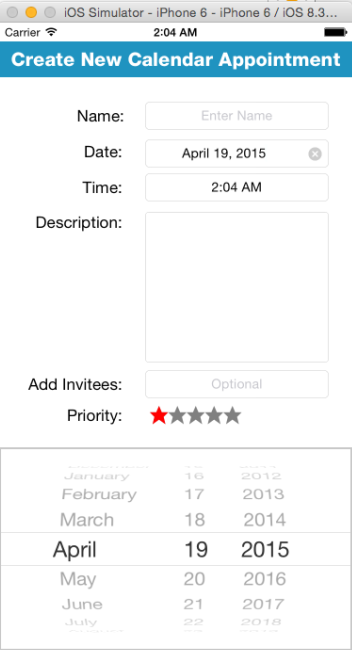 iOS Simulator - iPhone 6 - iPhone 6 / iOS 8.3...
Carrier 2:04 AM
Create New Calendar Appointment
Name: Enter Name
Date: April 19, 2015
Time: 2:04 AM
Description:
Add Invitees: Optional
Priority:
January 16 2012
February 17 2013
March 18 2014
April 19 2015
May 20 2016
June 21 2017
July 22 2018